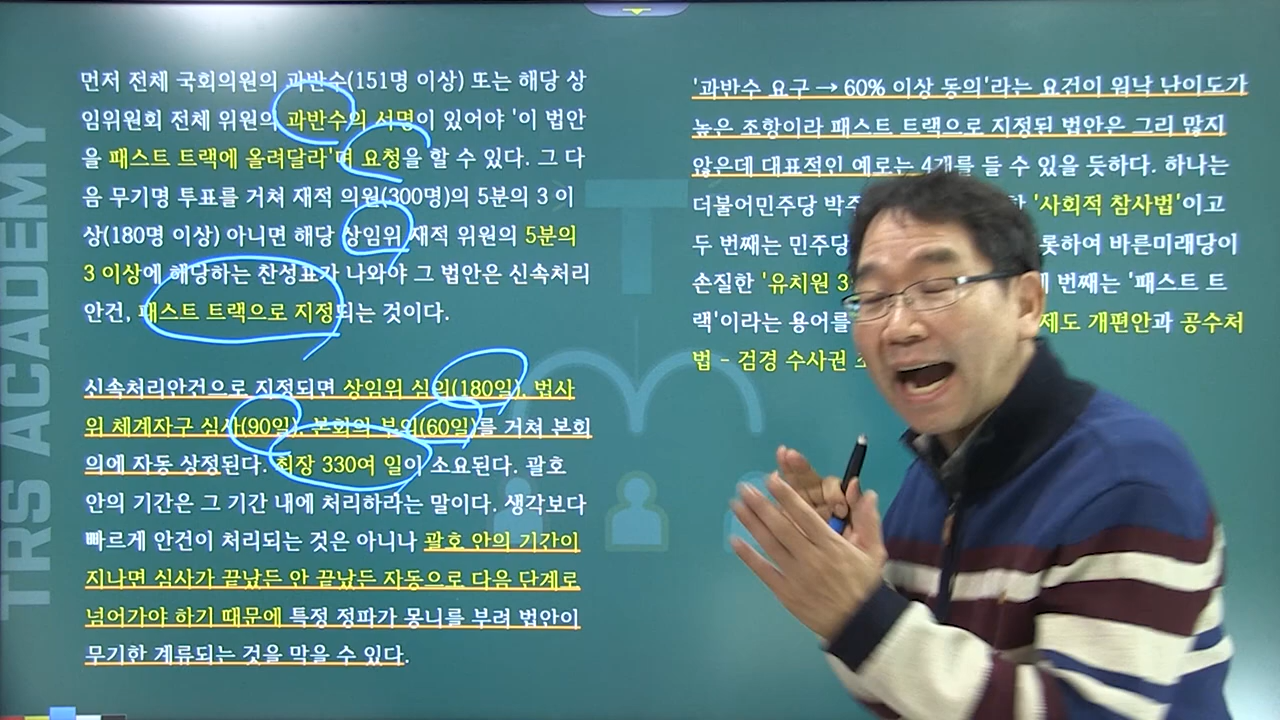 TRS ACADEMY
먼저 전체 국회의원의 과반수(151명 이상) 또는 해당 상
임위원회 전체 위원의 과반수의 서명이 있어야 '이 법안
을 패스트 트랙에 올려달라'며 요청을 할 수 있다. 그 다
음 무기명 투표를 거쳐 재적 의원(300명)의 5분의 3 이
상(180명 이상) 아니면 해당 상임위 재적 위원의 5분의
3 이상에 해당하는 찬성표가 나와야 그 법안은 신속처리
안건, 패스트 트랙으로 지정되는 것이다.
신속처리안건으로 지정되면 상임위 심의(180일), 법사
위 체계자구 심사(90일), 본회의 부의(60일)를 거쳐 본회
의에 자동 상정된다. 최장 330여 일이 소요된다. 괄호
안의 기간은 그 기간 내에 처리하라는 말이다. 생각보다
빠르게 안건이 처리되는 것은 아니나 괄호 안의 기간이
지나면 심사가 끝났든 안 끝났든 자동으로 다음 단계로
넘어가야 하기 때문에 특정 정파가 몽니를 부려 법안이
무기한 계류되는 것을 막을 수 있다.
'과반수 요구 → 60% 이상 동의'라는 요건이 워낙 난이도가
높은 조항이라 패스트 트랙으로 지정된 법안은 그리 많지
않은데 대표적인 예로는 4개를 들 수 있을 듯하다. 하나는
더불어민주당 박주 '사회적 참사법'이고
두 번째는 민주당 롯하여 바른미래당이
손질한 '유치원 3 번째는 '패스트 트
랙'이라는 용어를 제도 개편안과 공수처
법 - 검경 수사권